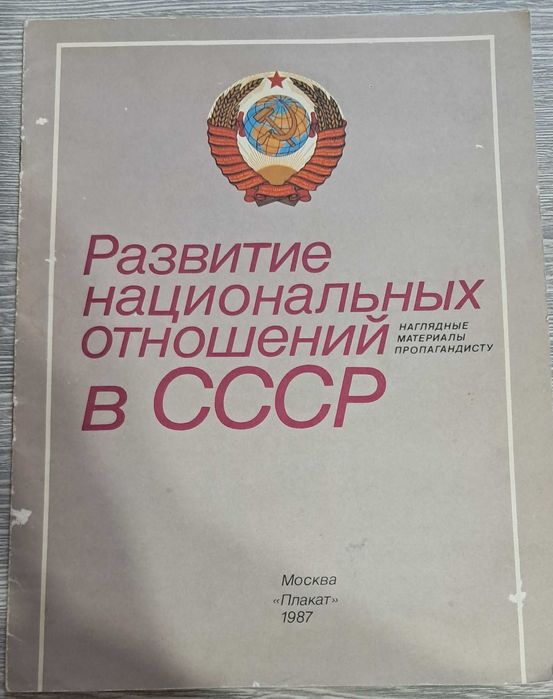 Развитие
национальных
отношений
НАГЛЯДНЫЕ
МАТЕРИАЛЫ
ПРОПАГАНДИСТУ
в СССР
Москва
«Плакат»
1987